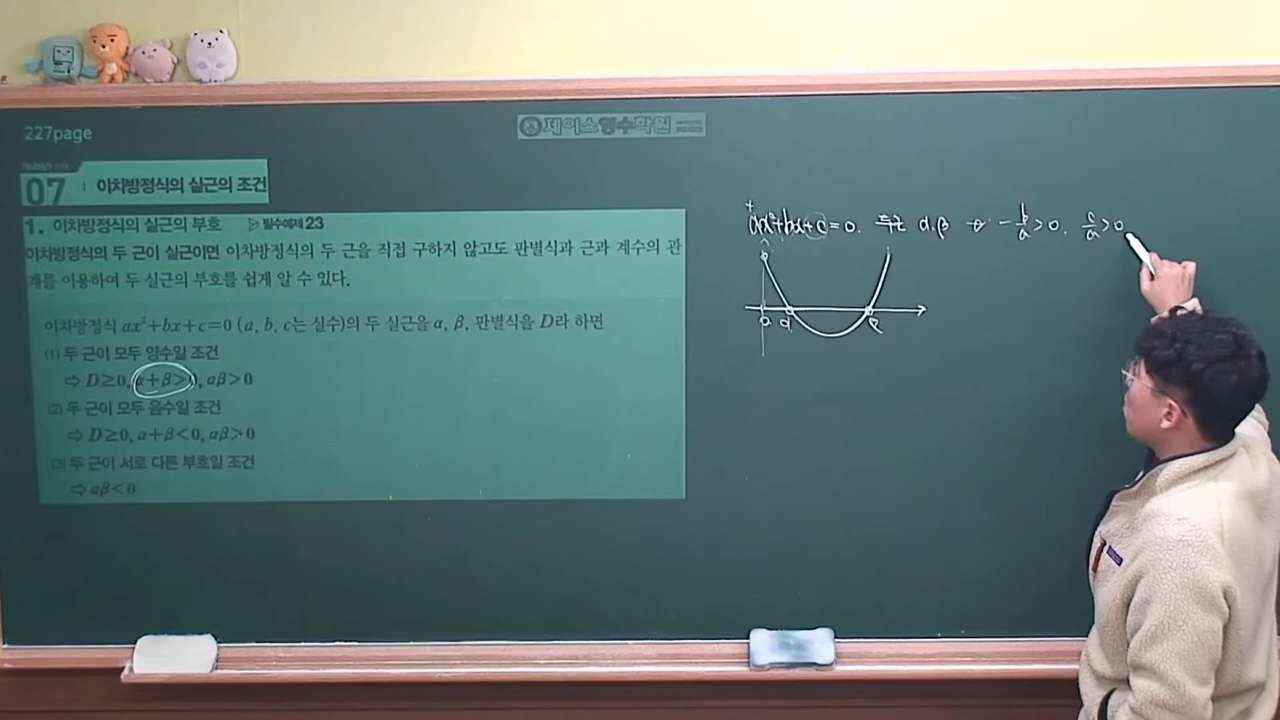 227page
제이스영수학원
07 이차방정식의 실근의 조건
1. 이차방정식의 실근의 부호 ▷ 필수예제 23
이차방정식의 두 근이 실근이면 이차방정식의 두 근을 직접 구하지 않고도 판별식과 근과 계수의 관
계를 이용하여 두 실근의 부호를 쉽게 알 수 있다.
이차방정식 ax²+bx+c=0 (a, b, c는 실수)의 두 실근을 α, β, 판별식을 D라 하면
(1) 두 근이 모두 양수일 조건
⇨ D≥0, α+β>0, αβ>0
(2) 두 근이 모두 음수일 조건
⇨ D≥0, α+β<0, αβ>0
(3) 두 근이 서로 다른 부호일 조건
⇨ αβ<0
ax²+bx+c=0. 두근 α.β ⊕ -b/a>0. c/a>0
0 α β